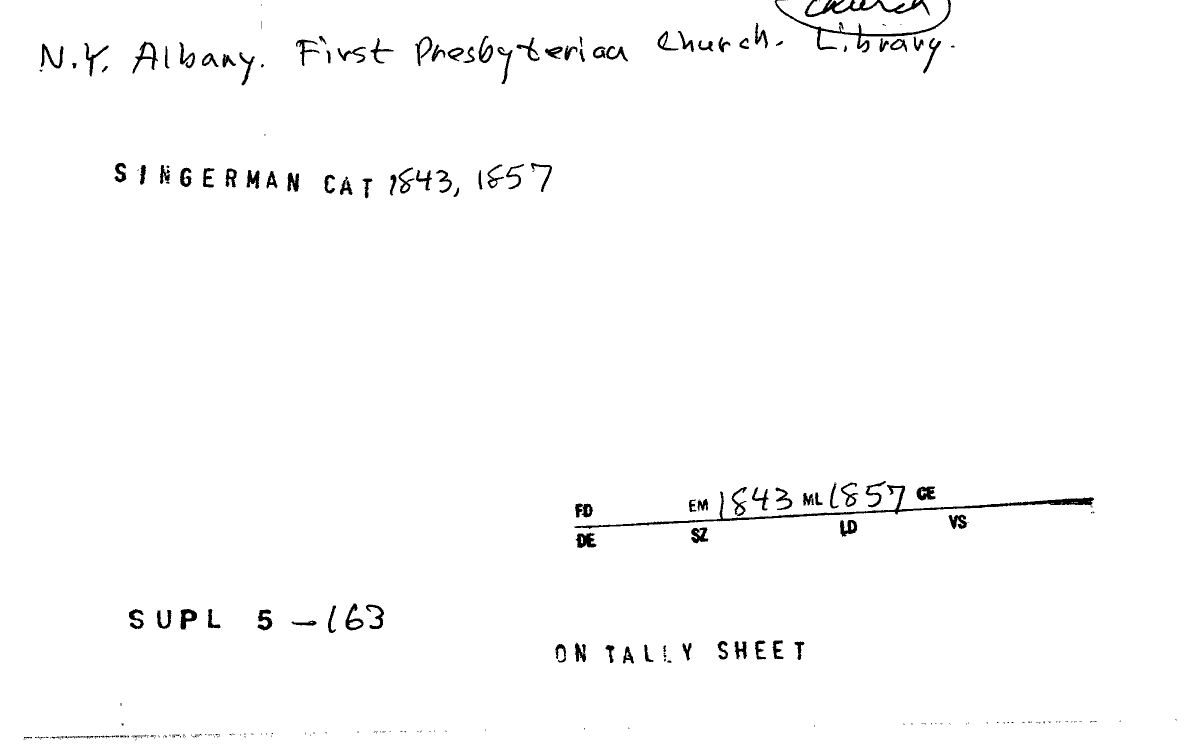 Church
N.Y. Albany. First Presbyterian Church. Library.
SINGERMAN CAT 1843, 1857
FD EM 1843 ML 1857 CE
DE SZ LD VS
SUPL 5 – 163
ON TALLY SHEET